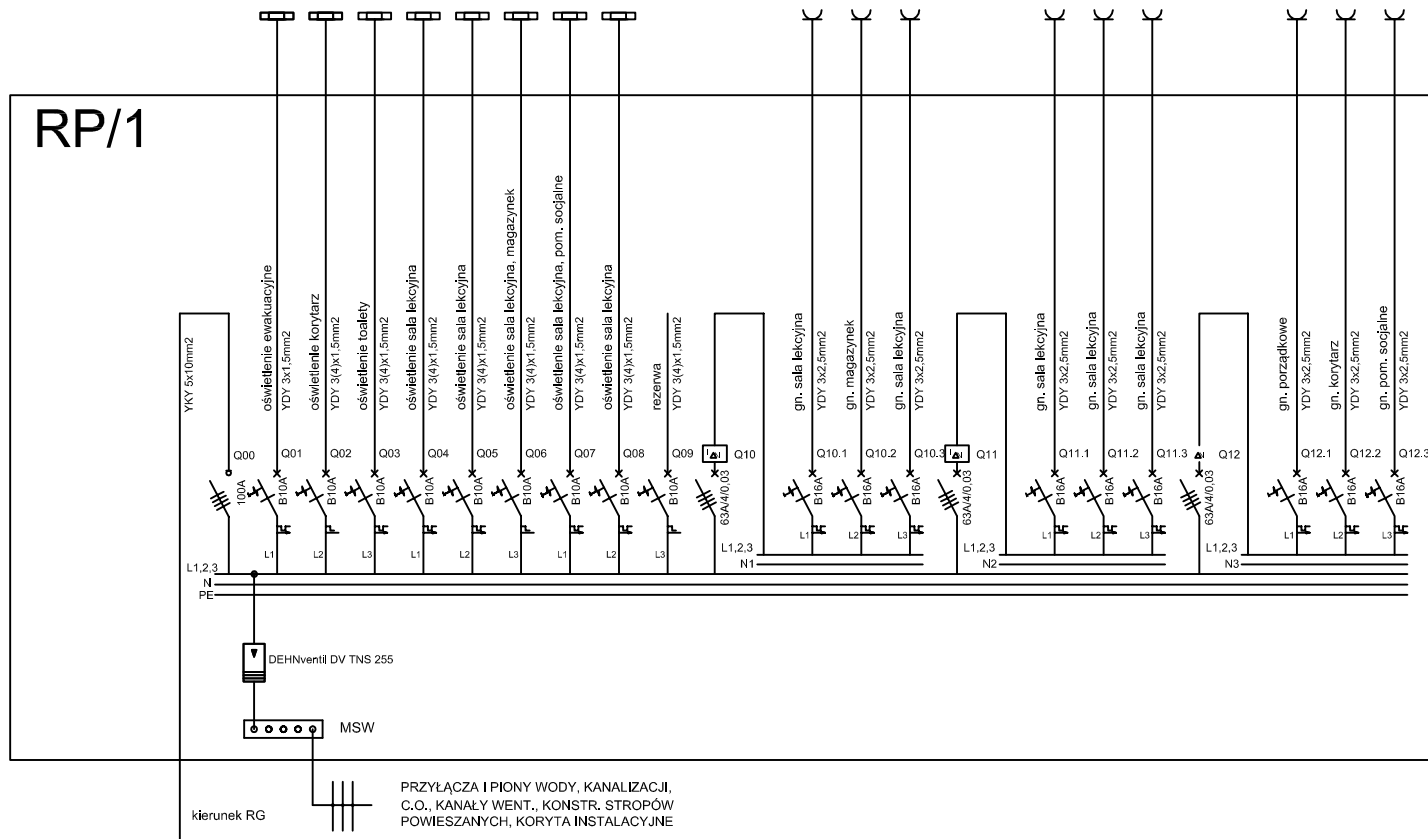 RP/1
YKY 5x10mm2
oświetlenie ewakuacyjne
YDY 3x1,5mm2
oświetlenie korytarz
YDY 3(4)x1,5mm2
oświetlenie toalety
YDY 3(4)x1,5mm2
oświetlenie sala lekcyjna
YDY 3(4)x1,5mm2
oświetlenie sala lekcyjna
YDY 3(4)x1,5mm2
oświetlenie sala lekcyjna, magazynek
YDY 3(4)x1,5mm2
oświetlenie sala lekcyjna, pom. socjalne
YDY 3(4)x1,5mm2
oświetlenie sala lekcyjna
YDY 3(4)x1,5mm2
rezerwa
YDY 3(4)x1,5mm2
gn. sala lekcyjna
YDY 3x2,5mm2
gn. magazynek
YDY 3x2,5mm2
gn. sala lekcyjna
YDY 3x2,5mm2
gn. sala lekcyjna
YDY 3x2,5mm2
gn. sala lekcyjna
YDY 3x2,5mm2
gn. sala lekcyjna
YDY 3x2,5mm2
gn. porządkowe
YDY 3x2,5mm2
gn. korytarz
YDY 3x2,5mm2
gn. pom. socjalne
YDY 3x2,5mm2
Q00 Q01 Q02 Q03 Q04 Q05 Q06 Q07 Q08 Q09 Q10 Q10.1 Q10.2 Q10.3 Q11 Q11.1 Q11.2 Q11.3 Q12 Q12.1 Q12.2 Q12.3
100A B10A B10A B10A B10A B10A B10A B10A B10A B10A 63A/4/0,03 B16A B16A B16A 63A/4/0,03 B16A B16A B16A 63A/4/0,03 B16A B16A B16A
L1 L2 L3 L1 L2 L3 L1 L2 L3 L1 L2 L3 L1 L2 L3 L1 L2 L3
L1,2,3 L1,2,3 L1,2,3
N1 N2 N3
L1,2,3
N
PE
DEHNventil DV TNS 255
MSW
kierunek RG
PRZYŁĄCZA I PIONY WODY, KANALIZACJI,
C.O., KANAŁY WENT., KONSTR. STROPÓW
POWIESZANYCH, KORYTA INSTALACYJNE